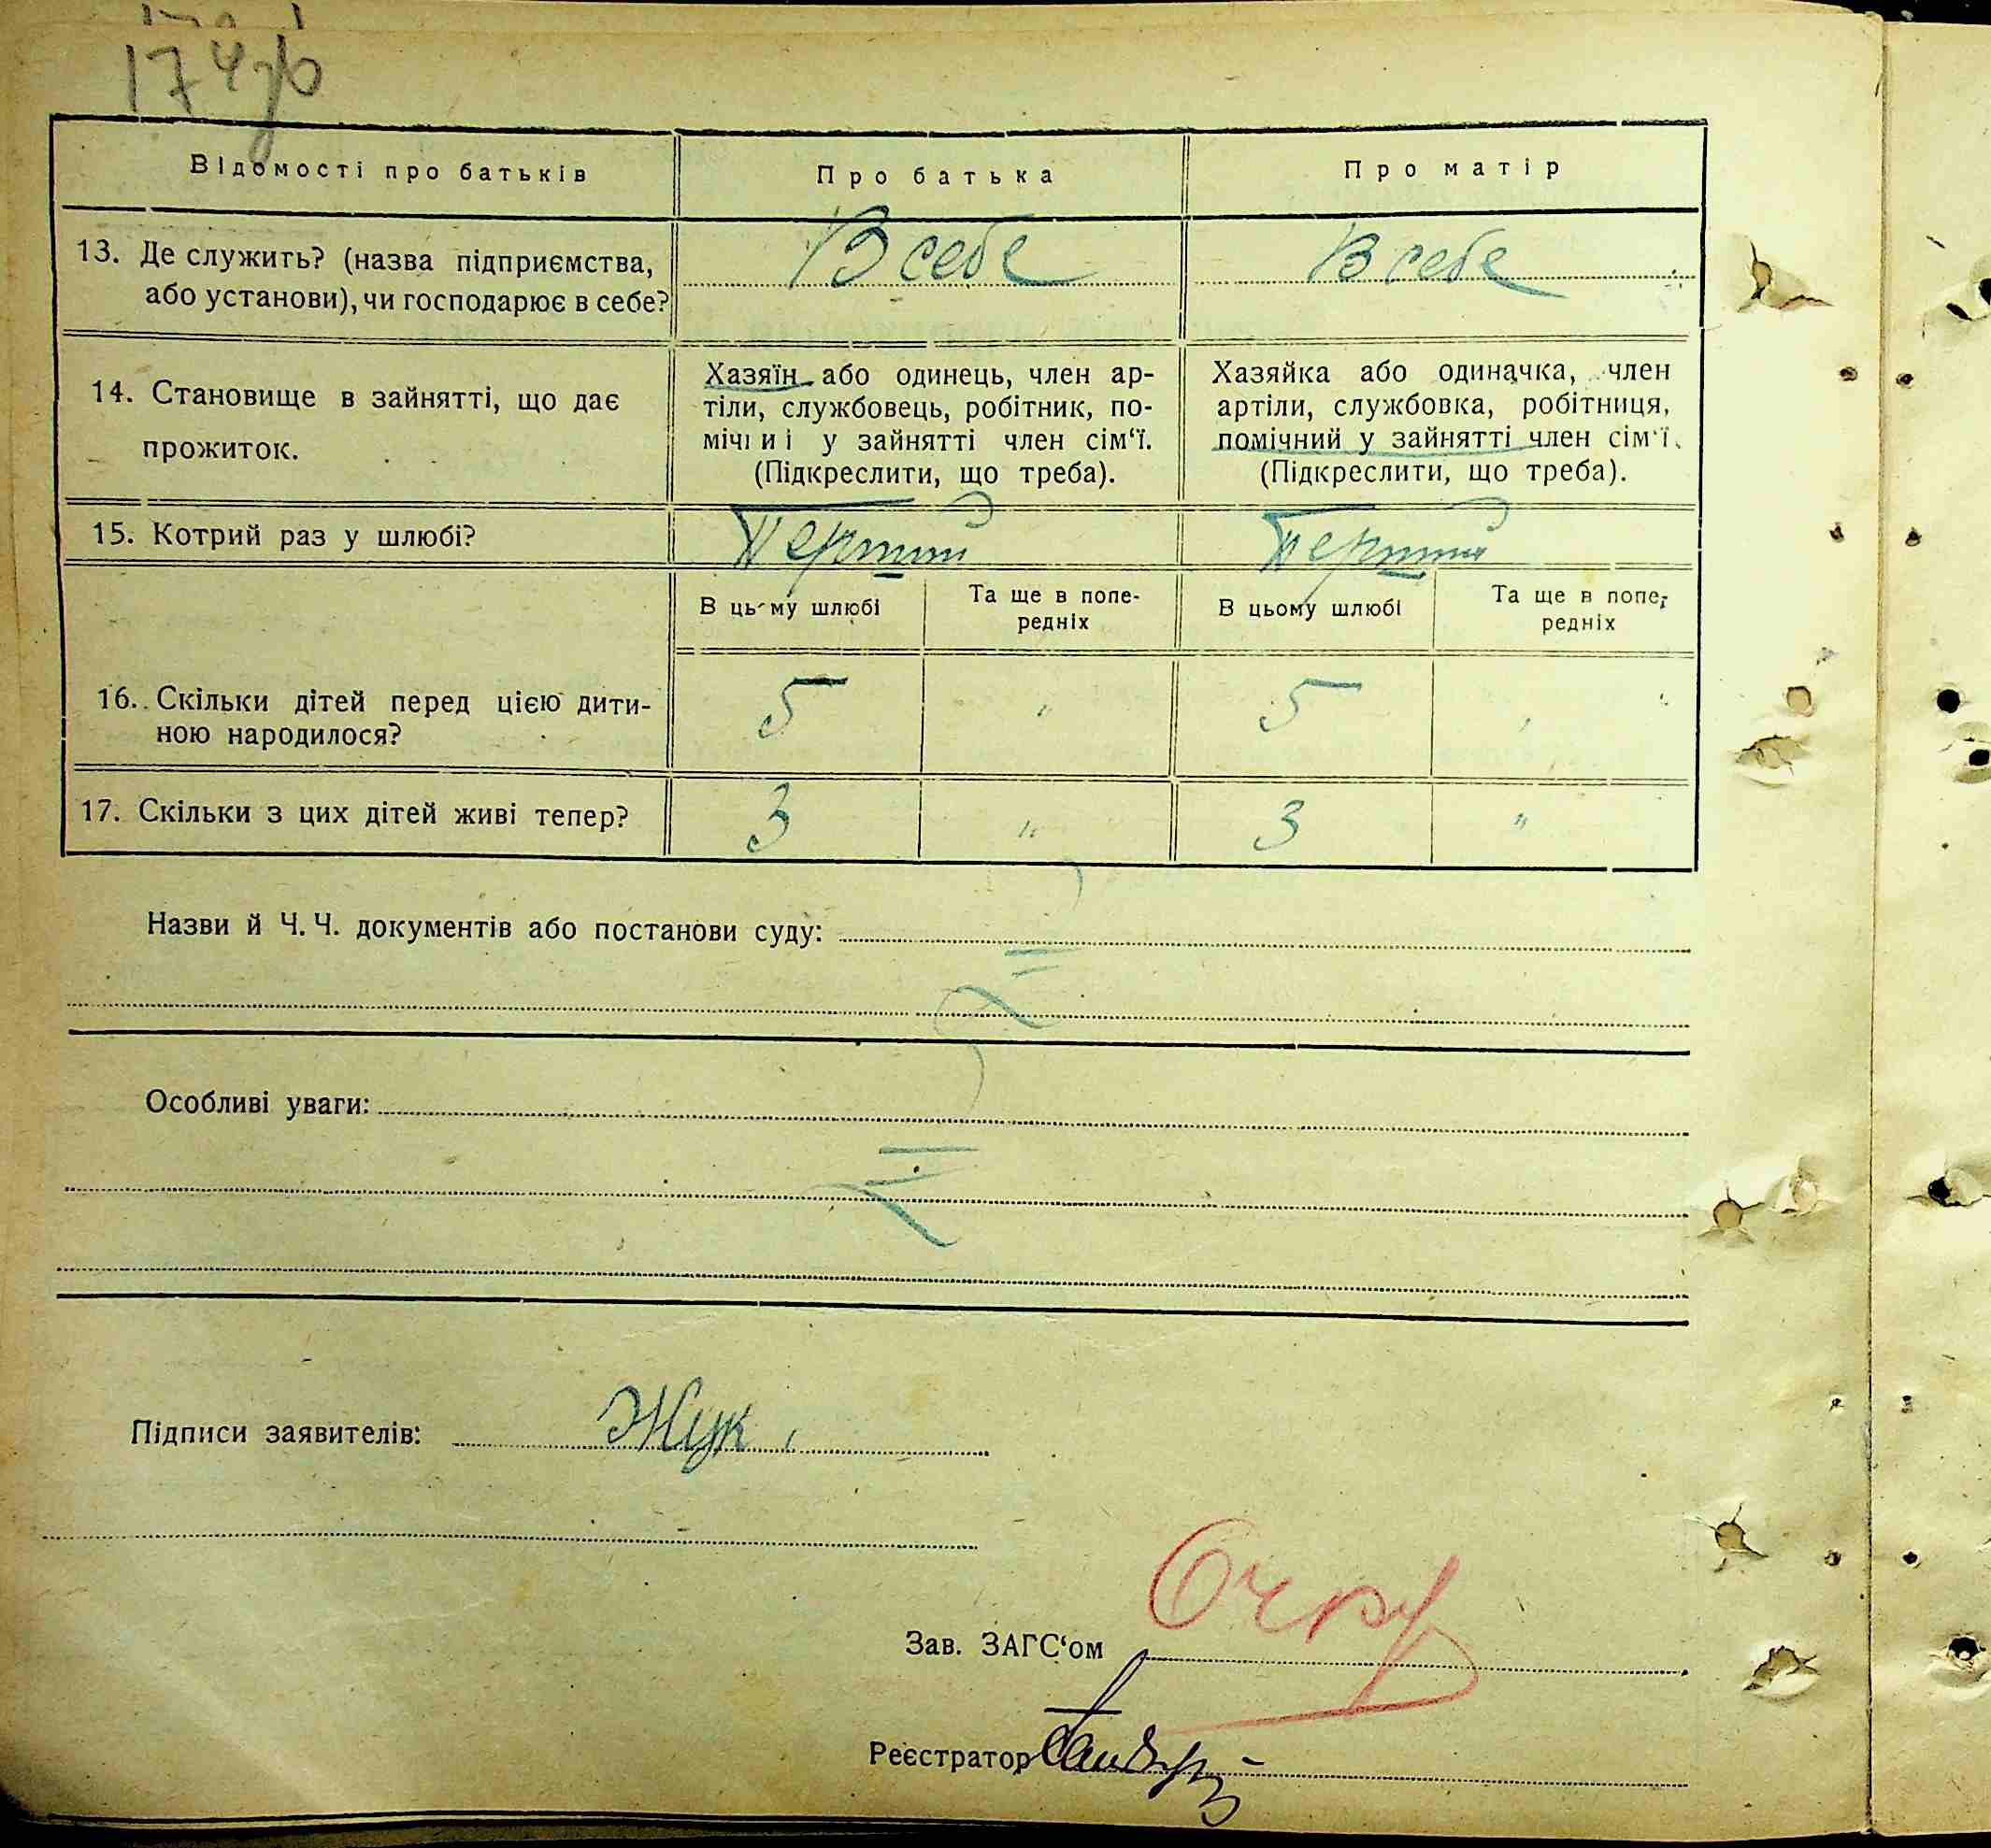 174зв
Відомості про батьків
Про батька
Про матір
13. Де служить? (назва підприємства,
або установи), чи господарює в себе?
В себе
В себе
14. Становище в зайнятті, що дає
прожиток.
Хазяїн або одинець, член ар-
тіли, службовець, робітник, по-
мічн и і у зайнятті член сім‘ї.
(Підкреслити, що треба).
Хазяйка або одиначка, член
артіли, службовка, робітниця,
помічний у зайнятті член сім‘ї.
(Підкреслити, що треба).
15. Котрий раз у шлюбі?
Перший
Перший
В цьому шлюбі
Та ще в попе-
редніх
В цьому шлюбі
Та ще в попе-
редніх
16. Скільки дітей перед цією дити-
ною народилося?
5
"
5
"
17. Скільки з цих дітей живі тепер?
3
"
3
"
Назви й Ч. Ч. документів або постанови суду:
Особливі уваги:
Підписи заявителів: Жук
Зав. ЗАГС‘ом
Реєстратор